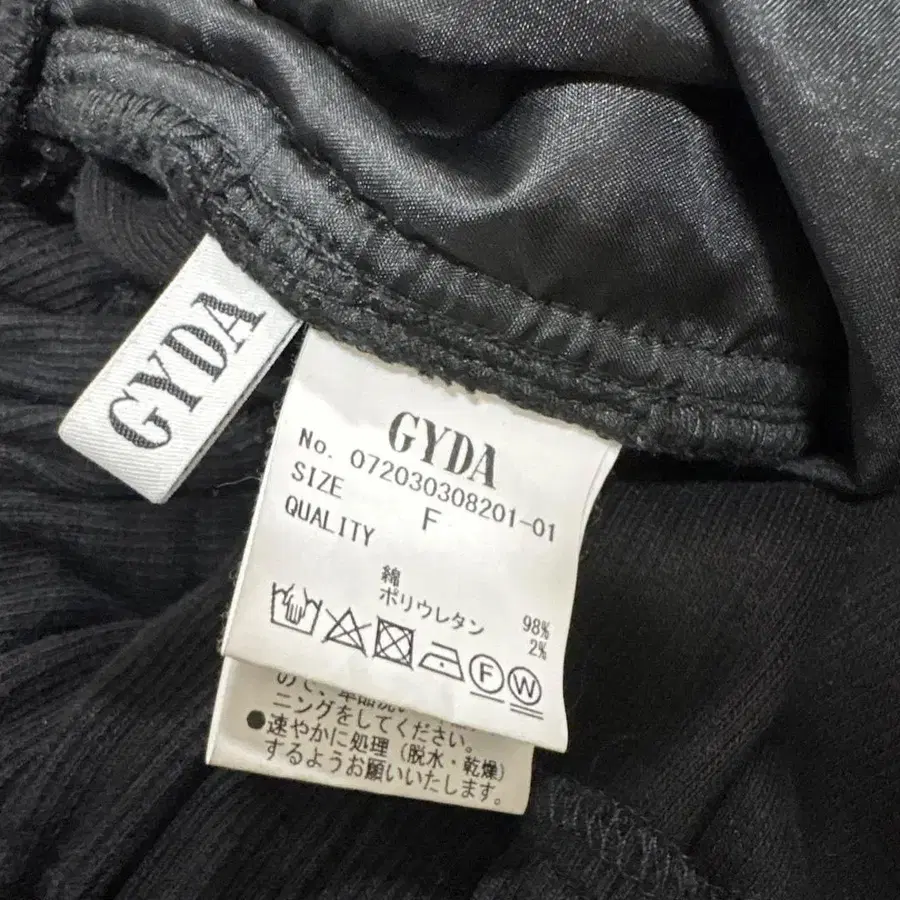 GYDA
GYDA
No. 072030308201-01
SIZE F
QUALITY
綿 98%
ポリウレタン 2%
F W
ニングをしてください。
●速やかに処理（脱水・乾燥）
するようお願いいたします。